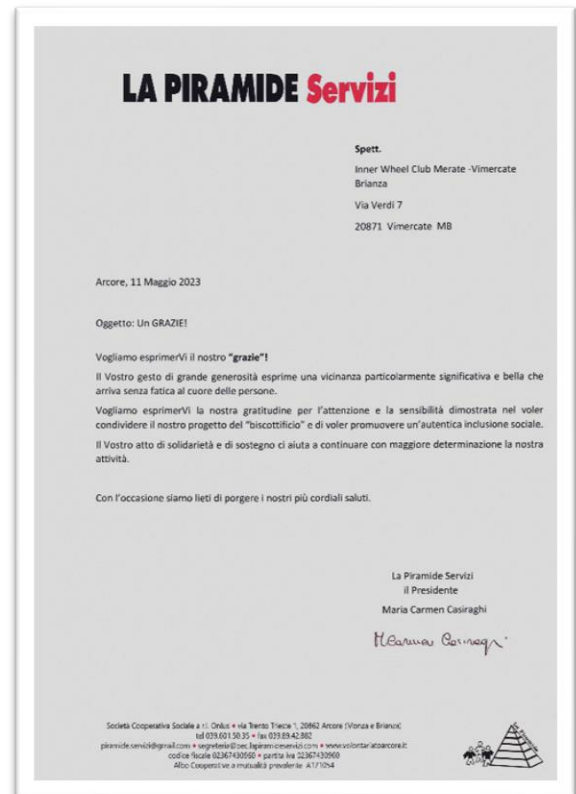 LA PIRAMIDE Servizi
Spett.
Inner Wheel Club Merate -Vimercate
Brianza
Via Verdi 7
20871 Vimercate MB
Arcore, 11 Maggio 2023
Oggetto: Un GRAZIE!
Vogliamo esprimerVi il nostro "grazie"!
Il Vostro gesto di grande generosità esprime una vicinanza particolarmente significativa e bella che
arriva senza fatica al cuore delle persone.
Vogliamo esprimerVi la nostra gratitudine per l'attenzione e la sensibilità dimostrata nel voler
condividere il nostro progetto del "biscottificio" e di voler promuovere un'autentica inclusione sociale.
Il Vostro atto di solidarietà e di sostegno ci aiuta a continuare con maggiore determinazione la nostra
attività.
Con l'occasione siamo lieti di porgere i nostri più cordiali saluti.
La Piramide Servizi
il Presidente
Maria Carmen Casiraghi
Società Cooperativa Sociale a r.l. Onlus • via Trento Trieste 1, 20862 Arcore (Monza e Brianza)
tel 039.601.50.35 • fax 039.89.42.882
piramide.servizi@gmail.com • segreteria@pec.lapiramideservizi.com • www.volontariatoarcore.it
codice fiscale 02367430960 • partita iva 02367430960
Albo Cooperative a mutualità prevalente A171054